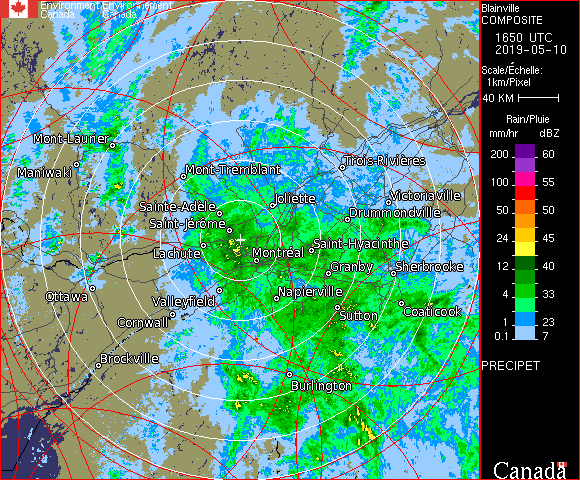 Environment Environnement
Canada Canada
Mont-Laurier
Maniwaki
Mont-Tremblant
Trois-Rivières
Sainte-Adele
Joliette
Victoriaville
Drummondville
Saint-Jérome
Lachute
Montréal
Saint-Hyacinthe
Granby
Sherbrooke
Ottawa
Valleyfield
Napierville
Cornwall
Sutton
Coaticook
Brockville
Burlington
Blainville
COMPOSITE
1650 UTC
2019-05-10
Scale/Échelle:
1km/Pixel
40 KM
Rain/Pluie
mm/hr dBZ
200 60
100 55
50 50
24 45
12 40
4 33
1 23
0.1 7
PRECIPET
Canada